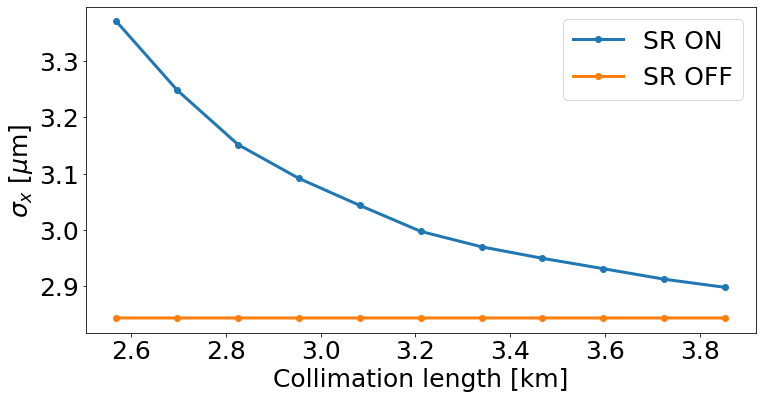 SR ON
SR OFF
3.3
3.2
3.1
3.0
2.9
σx [μm]
2.6 2.8 3.0 3.2 3.4 3.6 3.8
Collimation length [km]